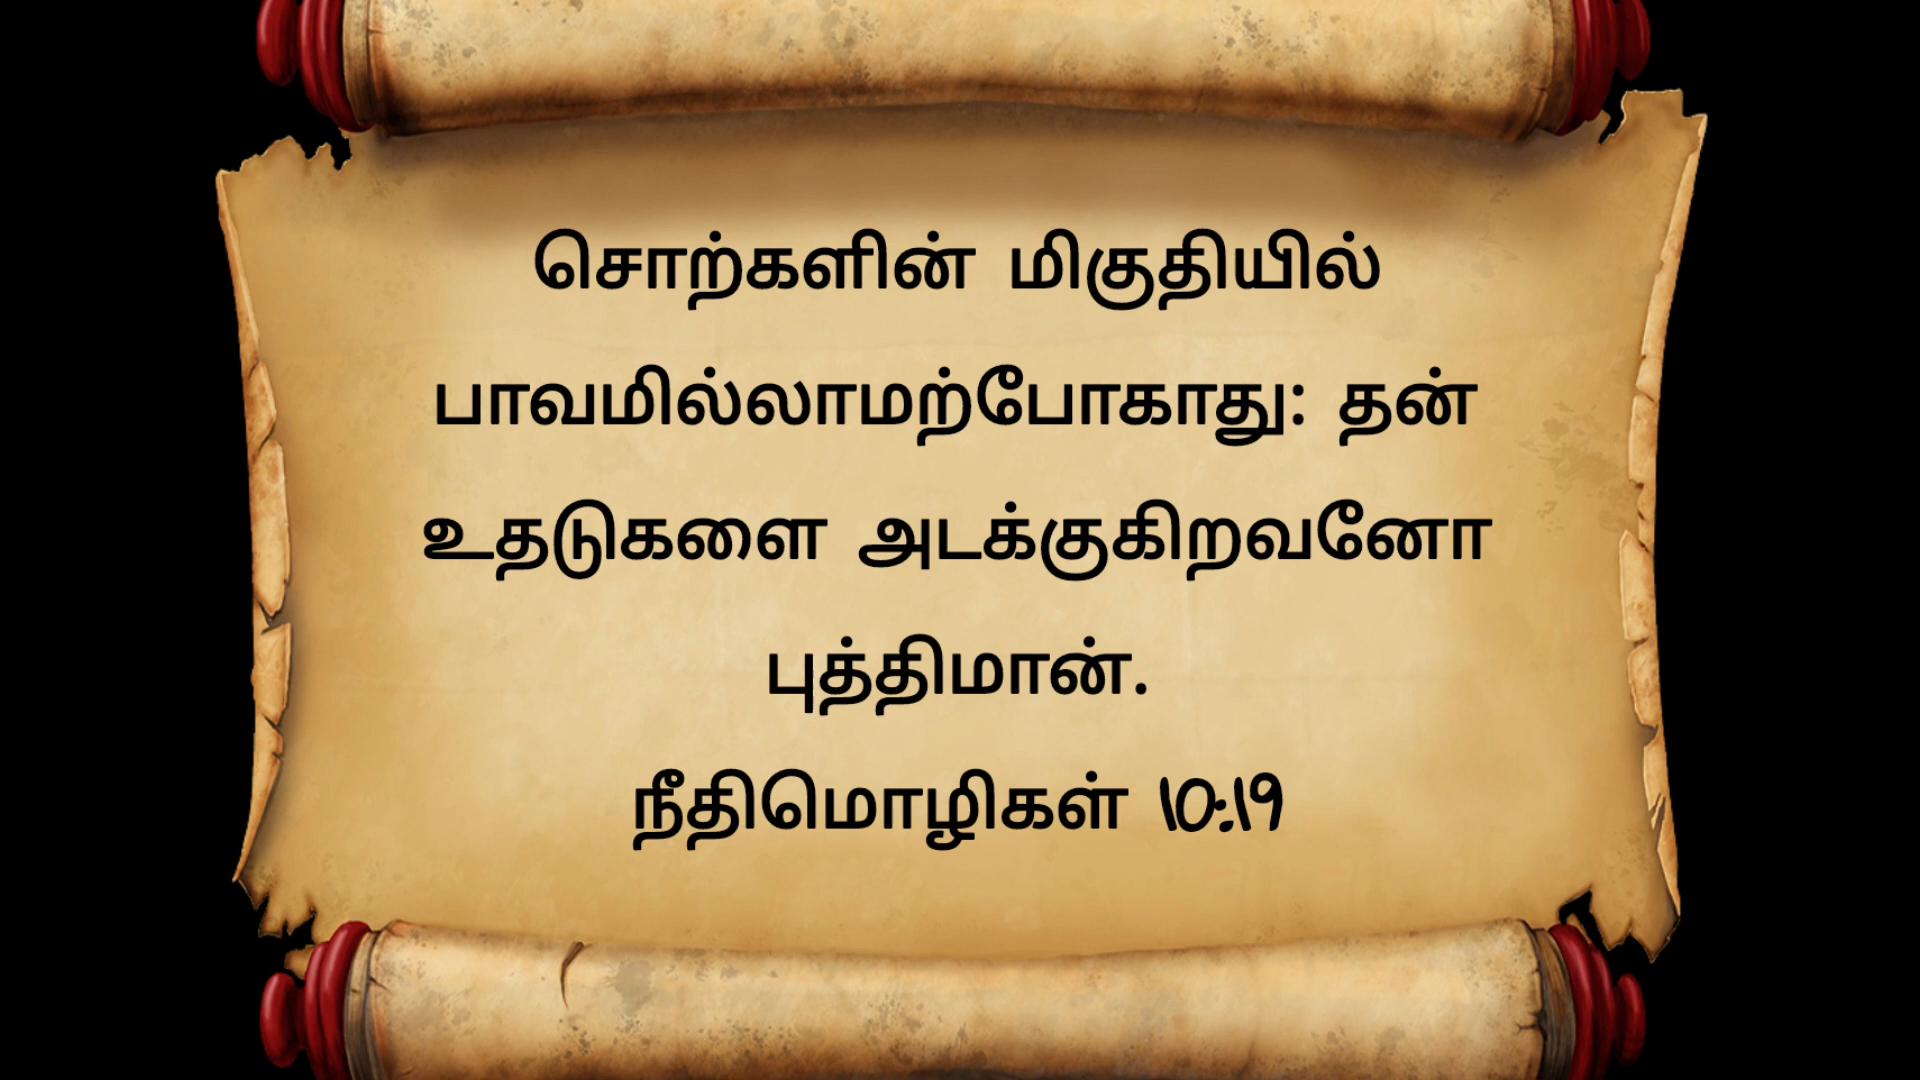 சொற்களின் மிகுதியில்
பாவமில்லாமற்போகாது: தன்
உதடுகளை அடக்குகிறவனோ
புத்திமான்.
நீதிமொழிகள் 10:19